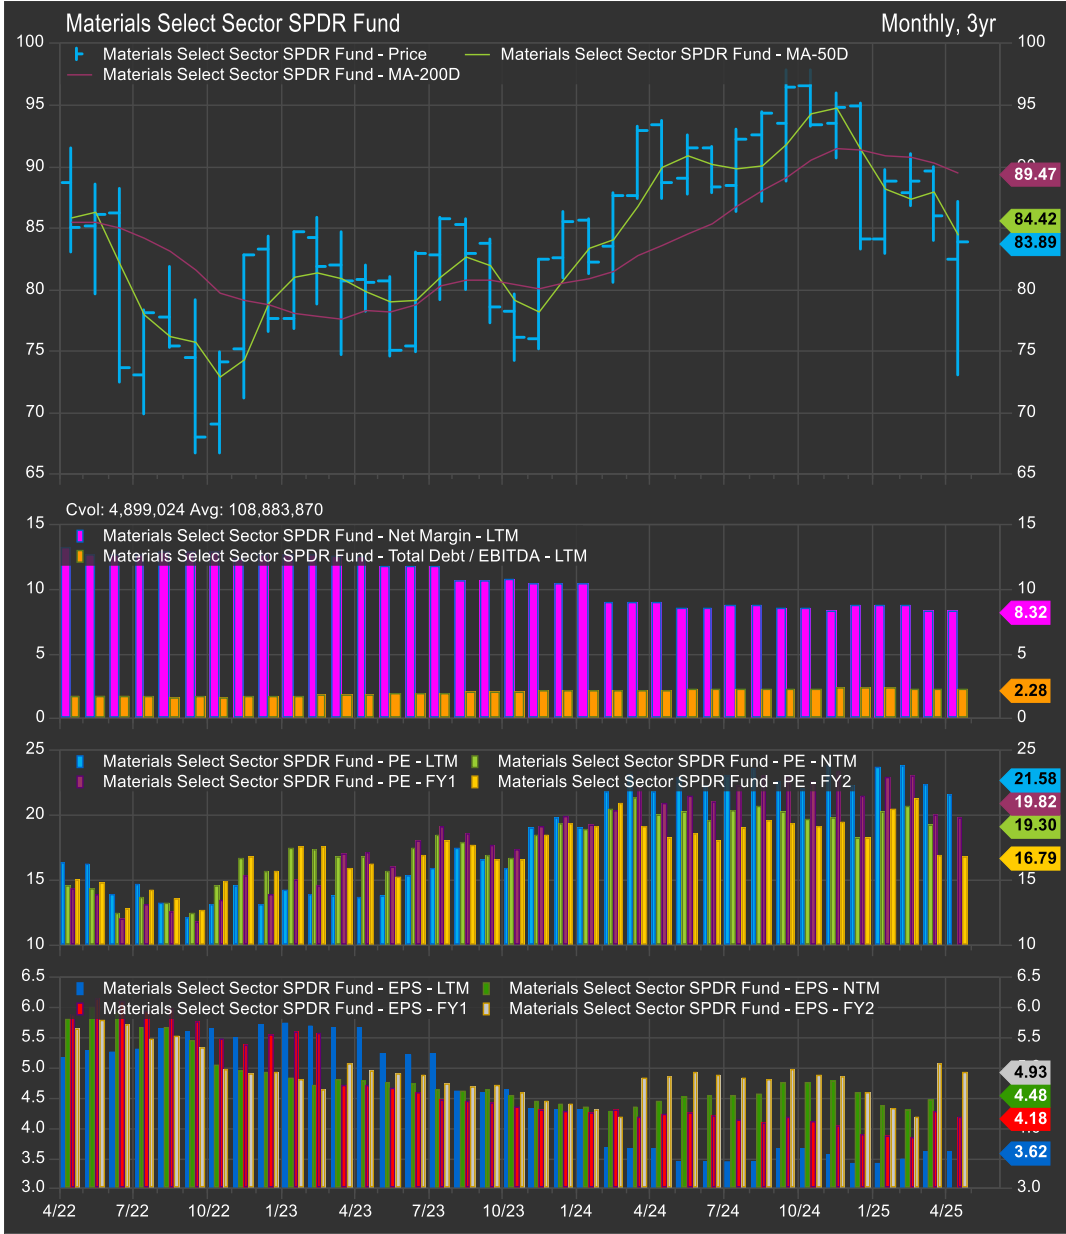 Materials Select Sector SPDR Fund Monthly, 3yr
100 100
Materials Select Sector SPDR Fund - Price Materials Select Sector SPDR Fund - MA-50D
Materials Select Sector SPDR Fund - MA-200D
95 95
90
89.47
85 84.42
83.89
80 80
75 75
70 70
65 65
Cvol: 4,899,024 Avg: 108,883,870
15 15
Materials Select Sector SPDR Fund - Net Margin - LTM
Materials Select Sector SPDR Fund - Total Debt / EBITDA - LTM
10 10
8.32
5 5
2.28
0 0
25 25
Materials Select Sector SPDR Fund - PE - LTM Materials Select Sector SPDR Fund - PE - NTM
Materials Select Sector SPDR Fund - PE - FY1 Materials Select Sector SPDR Fund - PE - FY2
21.58
19.82
20
19.30
16.79
15 15
10 10
6.5 6.5
Materials Select Sector SPDR Fund - EPS - LTM Materials Select Sector SPDR Fund - EPS - NTM
Materials Select Sector SPDR Fund - EPS - FY1 Materials Select Sector SPDR Fund - EPS - FY2
6.0 6.0
5.5 5.5
5.0 4.93
4.5 4.48
4.0 4.18
3.5 3.62
3.0 3.0
4/22 7/22 10/22 1/23 4/23 7/23 10/23 1/24 4/24 7/24 10/24 1/25 4/25